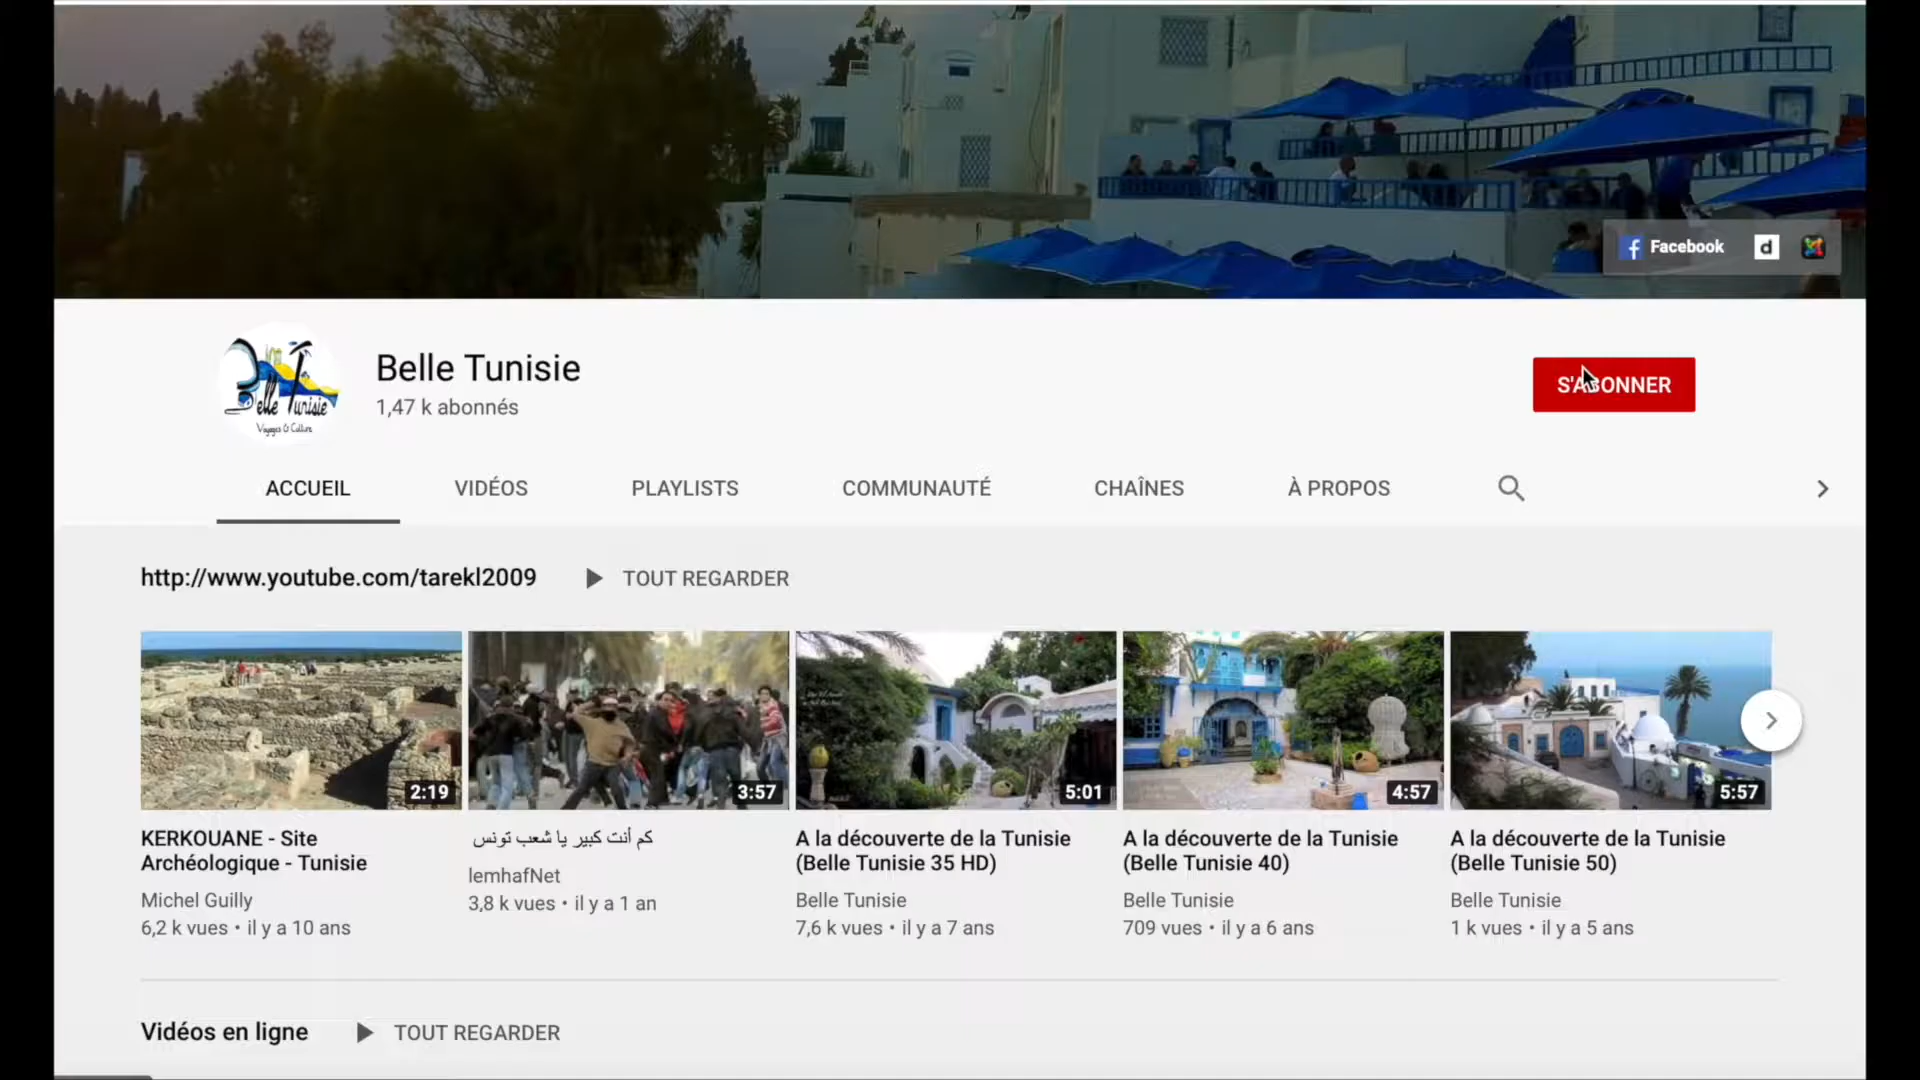 Facebook
d
Belle Tunisie
Voyages & Culture
Belle Tunisie
1,47 k abonnés
S'ABONNER
ACCUEIL
VIDÉOS
PLAYLISTS
COMMUNAUTÉ
CHAÎNES
À PROPOS
http://www.youtube.com/tarekl2009
TOUT REGARDER
2:19
3:57
5:01
4:57
5:57
KERKOUANE - Site
Archéologique - Tunisie
Michel Guilly
6,2 k vues • il y a 10 ans
كم أنت كبير يا شعب تونس
lemhafNet
3,8 k vues • il y a 1 an
A la découverte de la Tunisie
(Belle Tunisie 35 HD)
Belle Tunisie
7,6 k vues • il y a 7 ans
A la découverte de la Tunisie
(Belle Tunisie 40)
Belle Tunisie
709 vues • il y a 6 ans
A la découverte de la Tunisie
(Belle Tunisie 50)
Belle Tunisie
1 k vues • il y a 5 ans
Vidéos en ligne
TOUT REGARDER